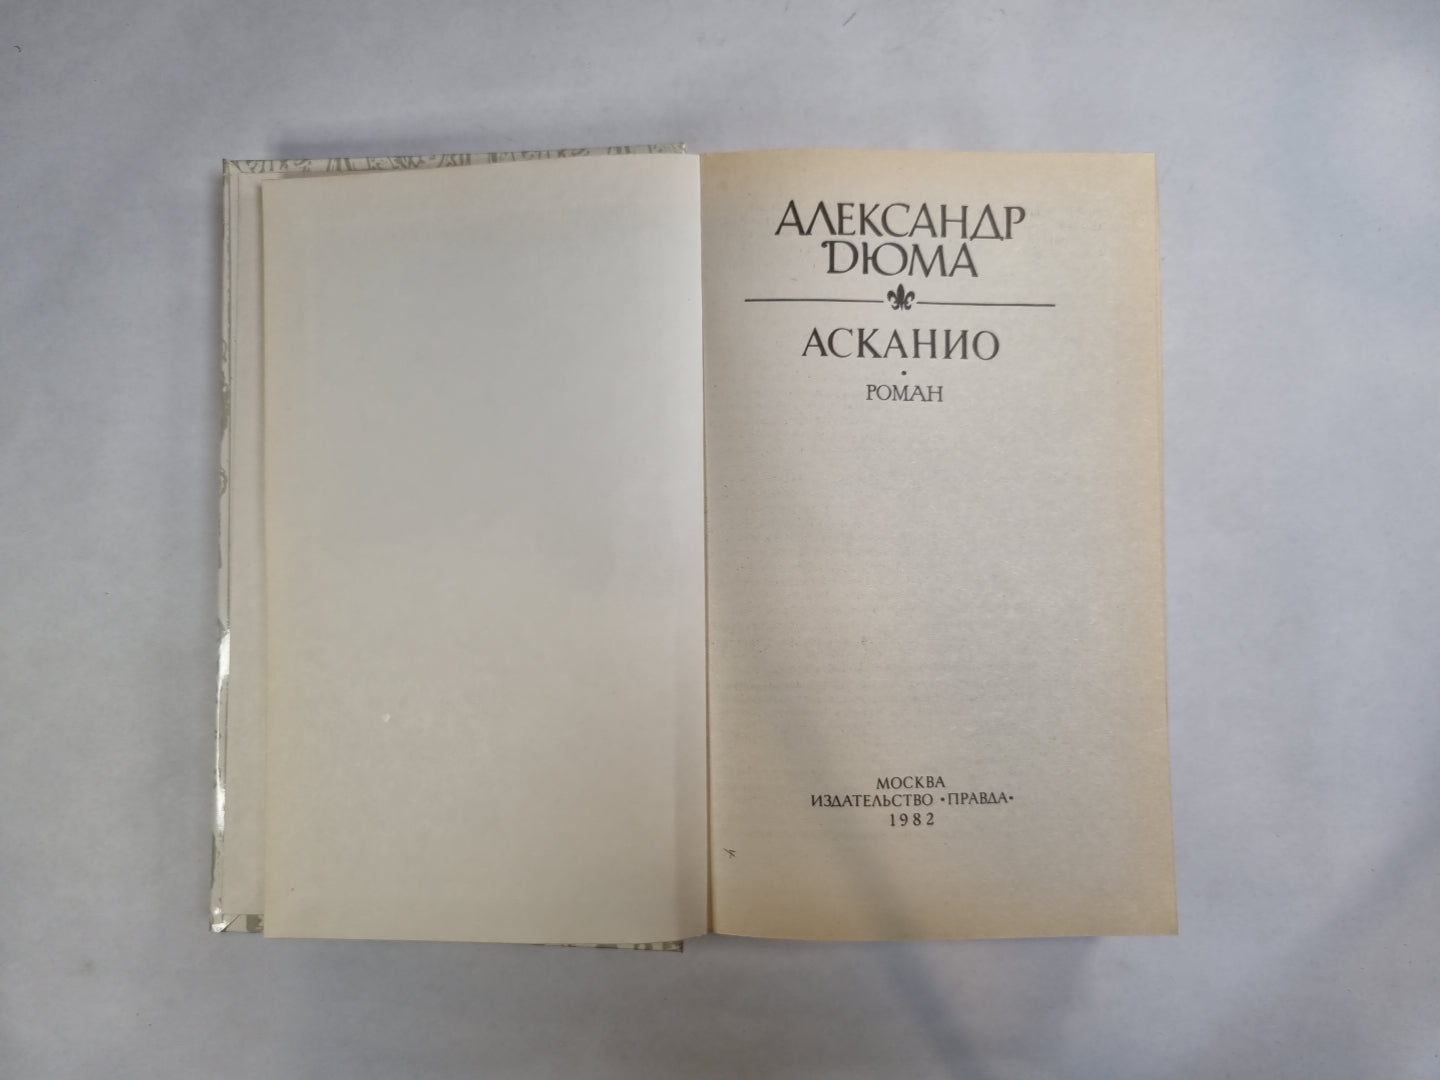 АЛЕКСАНДР
ДЮМА
АСКАНИО
•
РОМАН
МОСКВА
ИЗДАТЕЛЬСТВО •ПРАВДА•
1982